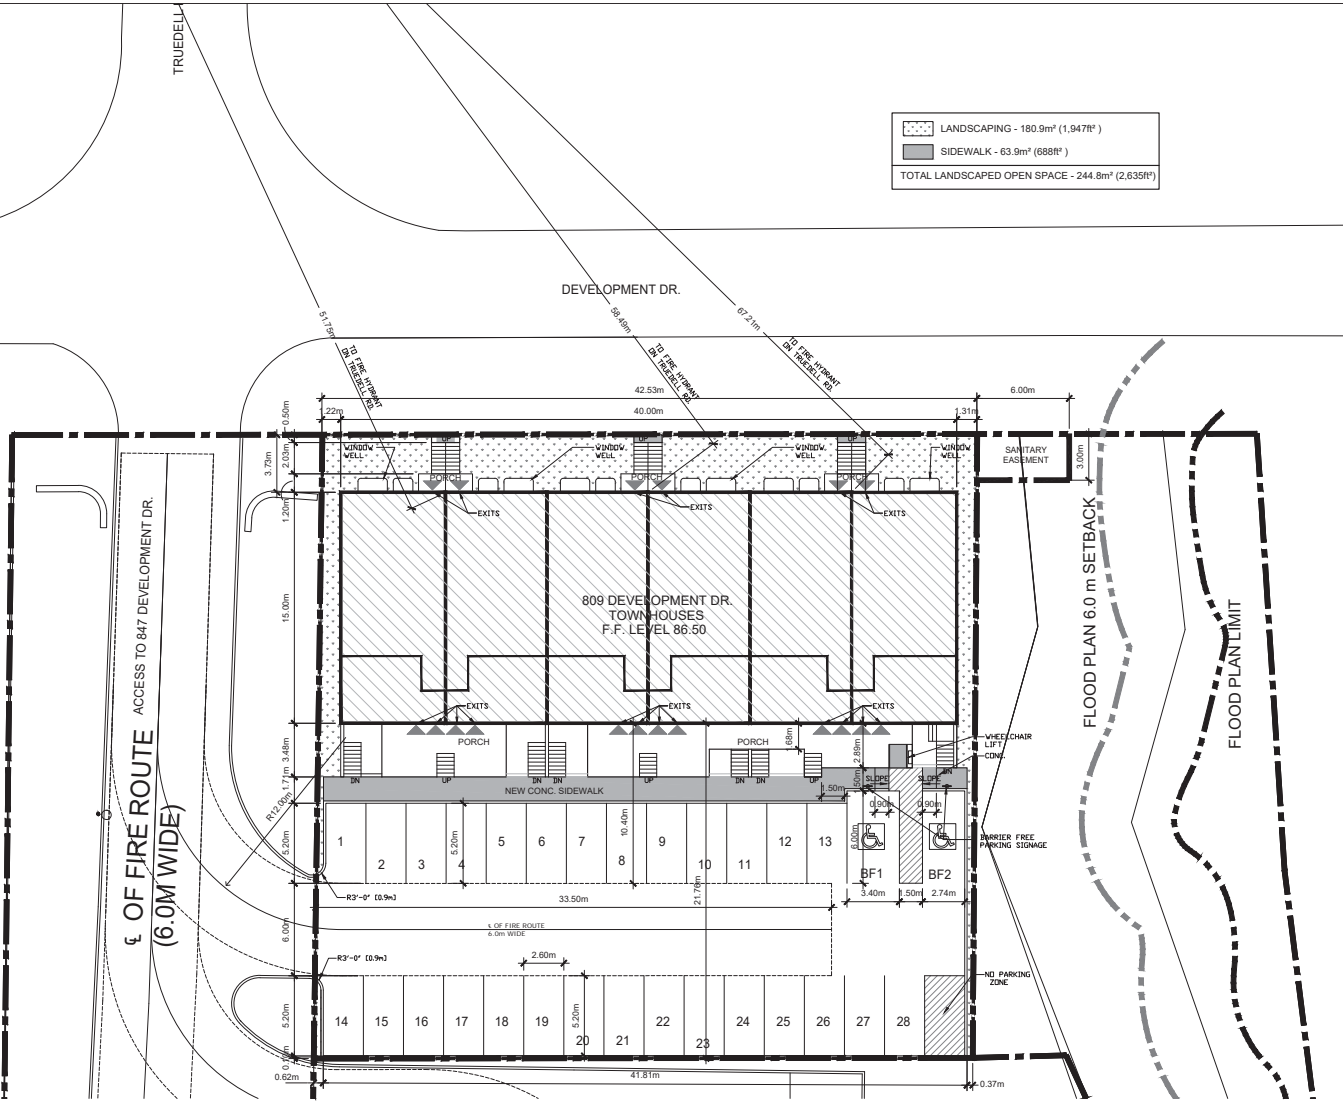 TRUEDELL
LANDSCAPING - 180.9m² (1,947ft² )
SIDEWALK - 63.9m² (688ft² )
TOTAL LANDSCAPED OPEN SPACE - 244.8m² (2,635ft²)
DEVELOPMENT DR.
51.75m
58.49m
67.21m
TO FIRE HYDRANT
ON TRUEDELL RD.
TO FIRE HYDRANT
ON TRUEDELL RD.
TO FIRE HYDRANT
ON TRUEDELL RD.
42.53m
6.00m
1.22m
40.00m
1.31m
0.50m
2.03m
3.73m
1.20m
UP
UP
UP
WINDOW
WELL
WINDOW
WELL
WINDOW
WELL
WINDOW
WELL
PORCH
PORCH
PORCH
EXITS
EXITS
EXITS
SANITARY
EASEMENT
3.00m
ACCESS TO 847 DEVELOPMENT DR.
℄ OF FIRE ROUTE
(6.0M WIDE)
15.00m
809 DEVELOPMENT DR.
TOWNHOUSES
F.F. LEVEL 86.50
FLOOD PLAN 6.0 m SETBACK
FLOOD PLAN LIMIT
EXITS
EXITS
EXITS
PORCH
PORCH
1.68m
2.89m
3.48m
1.71m
WHEELCHAIR
LIFT
CONC.
DN
UP
DN
DN
UP
DN
DN
UP
DN
SLOPE
SLOPE
NEW CONC. SIDEWALK
1.50m
R12.00m
0.90m
0.90m
5.20m
5.20m
10.40m
6.00m
BARRIER FREE
PARKING SIGNAGE
1
2
3
4
5
6
7
8
9
10
11
12
13
BF1
BF2
21.76m
3.40m
1.50m
2.74m
R3'-0" [0.9m]
33.50m
6.00m
℄ OF FIRE ROUTE
6.0m WIDE
R3'-0" [0.9m]
2.60m
NO PARKING
ZONE
5.20m
5.20m
14
15
16
17
18
19
20
21
22
23
24
25
26
27
28
0.62m
41.81m
0.37m